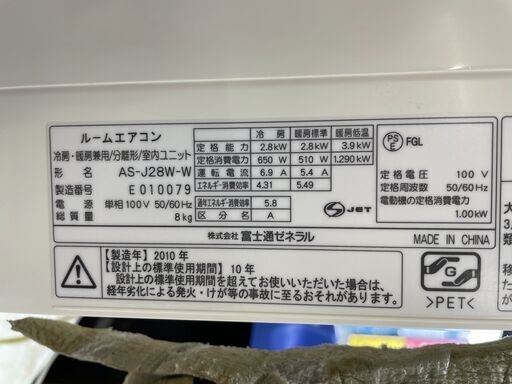 ルームエアコン
冷房・暖房兼用/分離形/室内ユニット
形名 AS-J28W-W
製造番号 E010079
電源 単相100V 50/60Hz
総質量 8kg
冷房 暖房標準 暖房低温
定格能力 2.8kW 2.8kW 3.9kW
定格消費電力 650W 510W 1,290kW
運転電流 6.9A 5.4A
エネルギー消費効率 4.31 5.49
通年エネルギー消費効率 5.8
区分名 A
PS E FGL
定格電圧 100V
定格周波数 50/60Hz
電動機の定格消費電力 1.00kW
S JET
株式会社 富士通ゼネラル MADE IN CHINA
【製造年】2010年
【設計上の標準使用期間】10年
設計上の標準使用期間を超えてお使いいただいた場合は、
経年劣化による発火・けが等の事故に至るおそれがあります。
G
>PET<